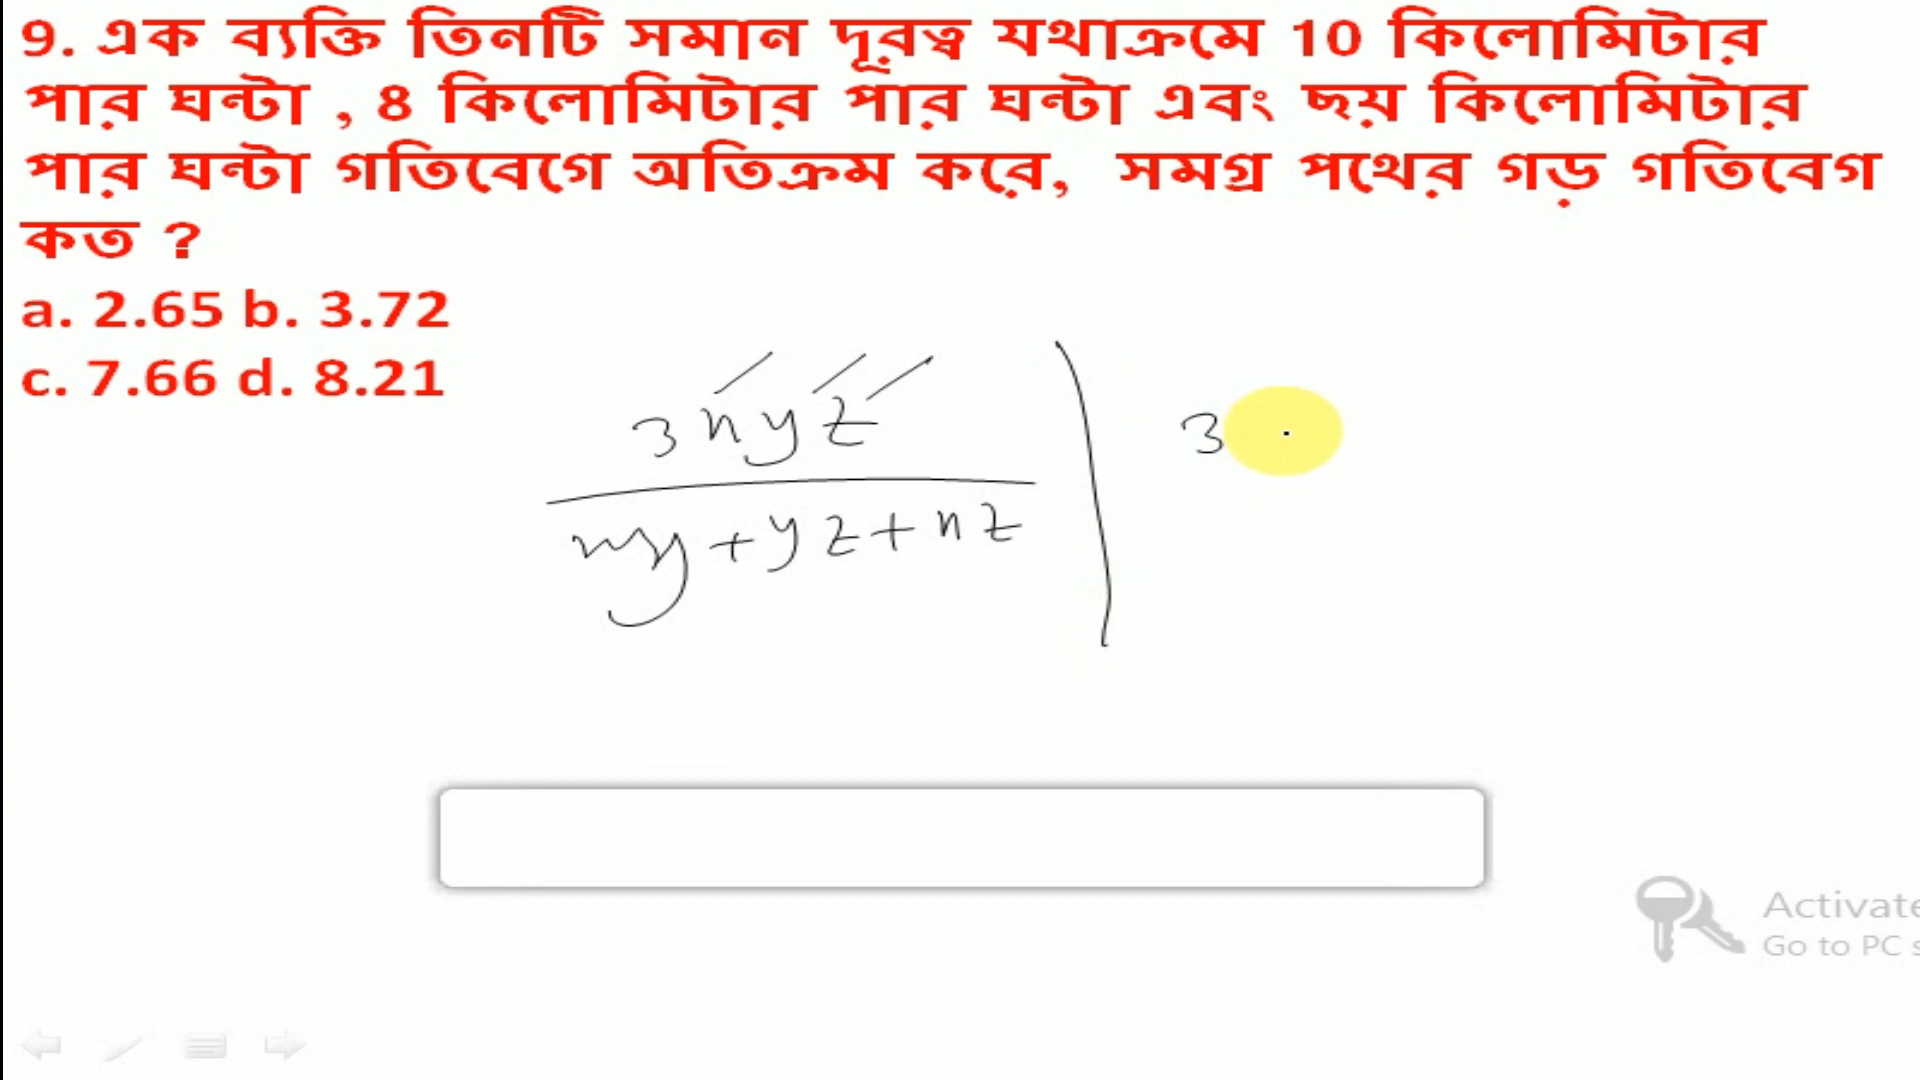 9. এক ব্যক্তি তিনটি সমান দূরত্ব যথাক্রমে 10 কিলোমিটার
পার ঘন্টা , 8 কিলোমিটার পার ঘন্টা এবং ছয় কিলোমিটার
পার ঘন্টা গতিবেগে অতিক্রম করে, সমগ্র পথের গড় গতিবেগ
কত ?
a. 2.65 b. 3.72
c. 7.66 d. 8.21
3xyz
xy+yz+xz
3
Activate
Go to PC s